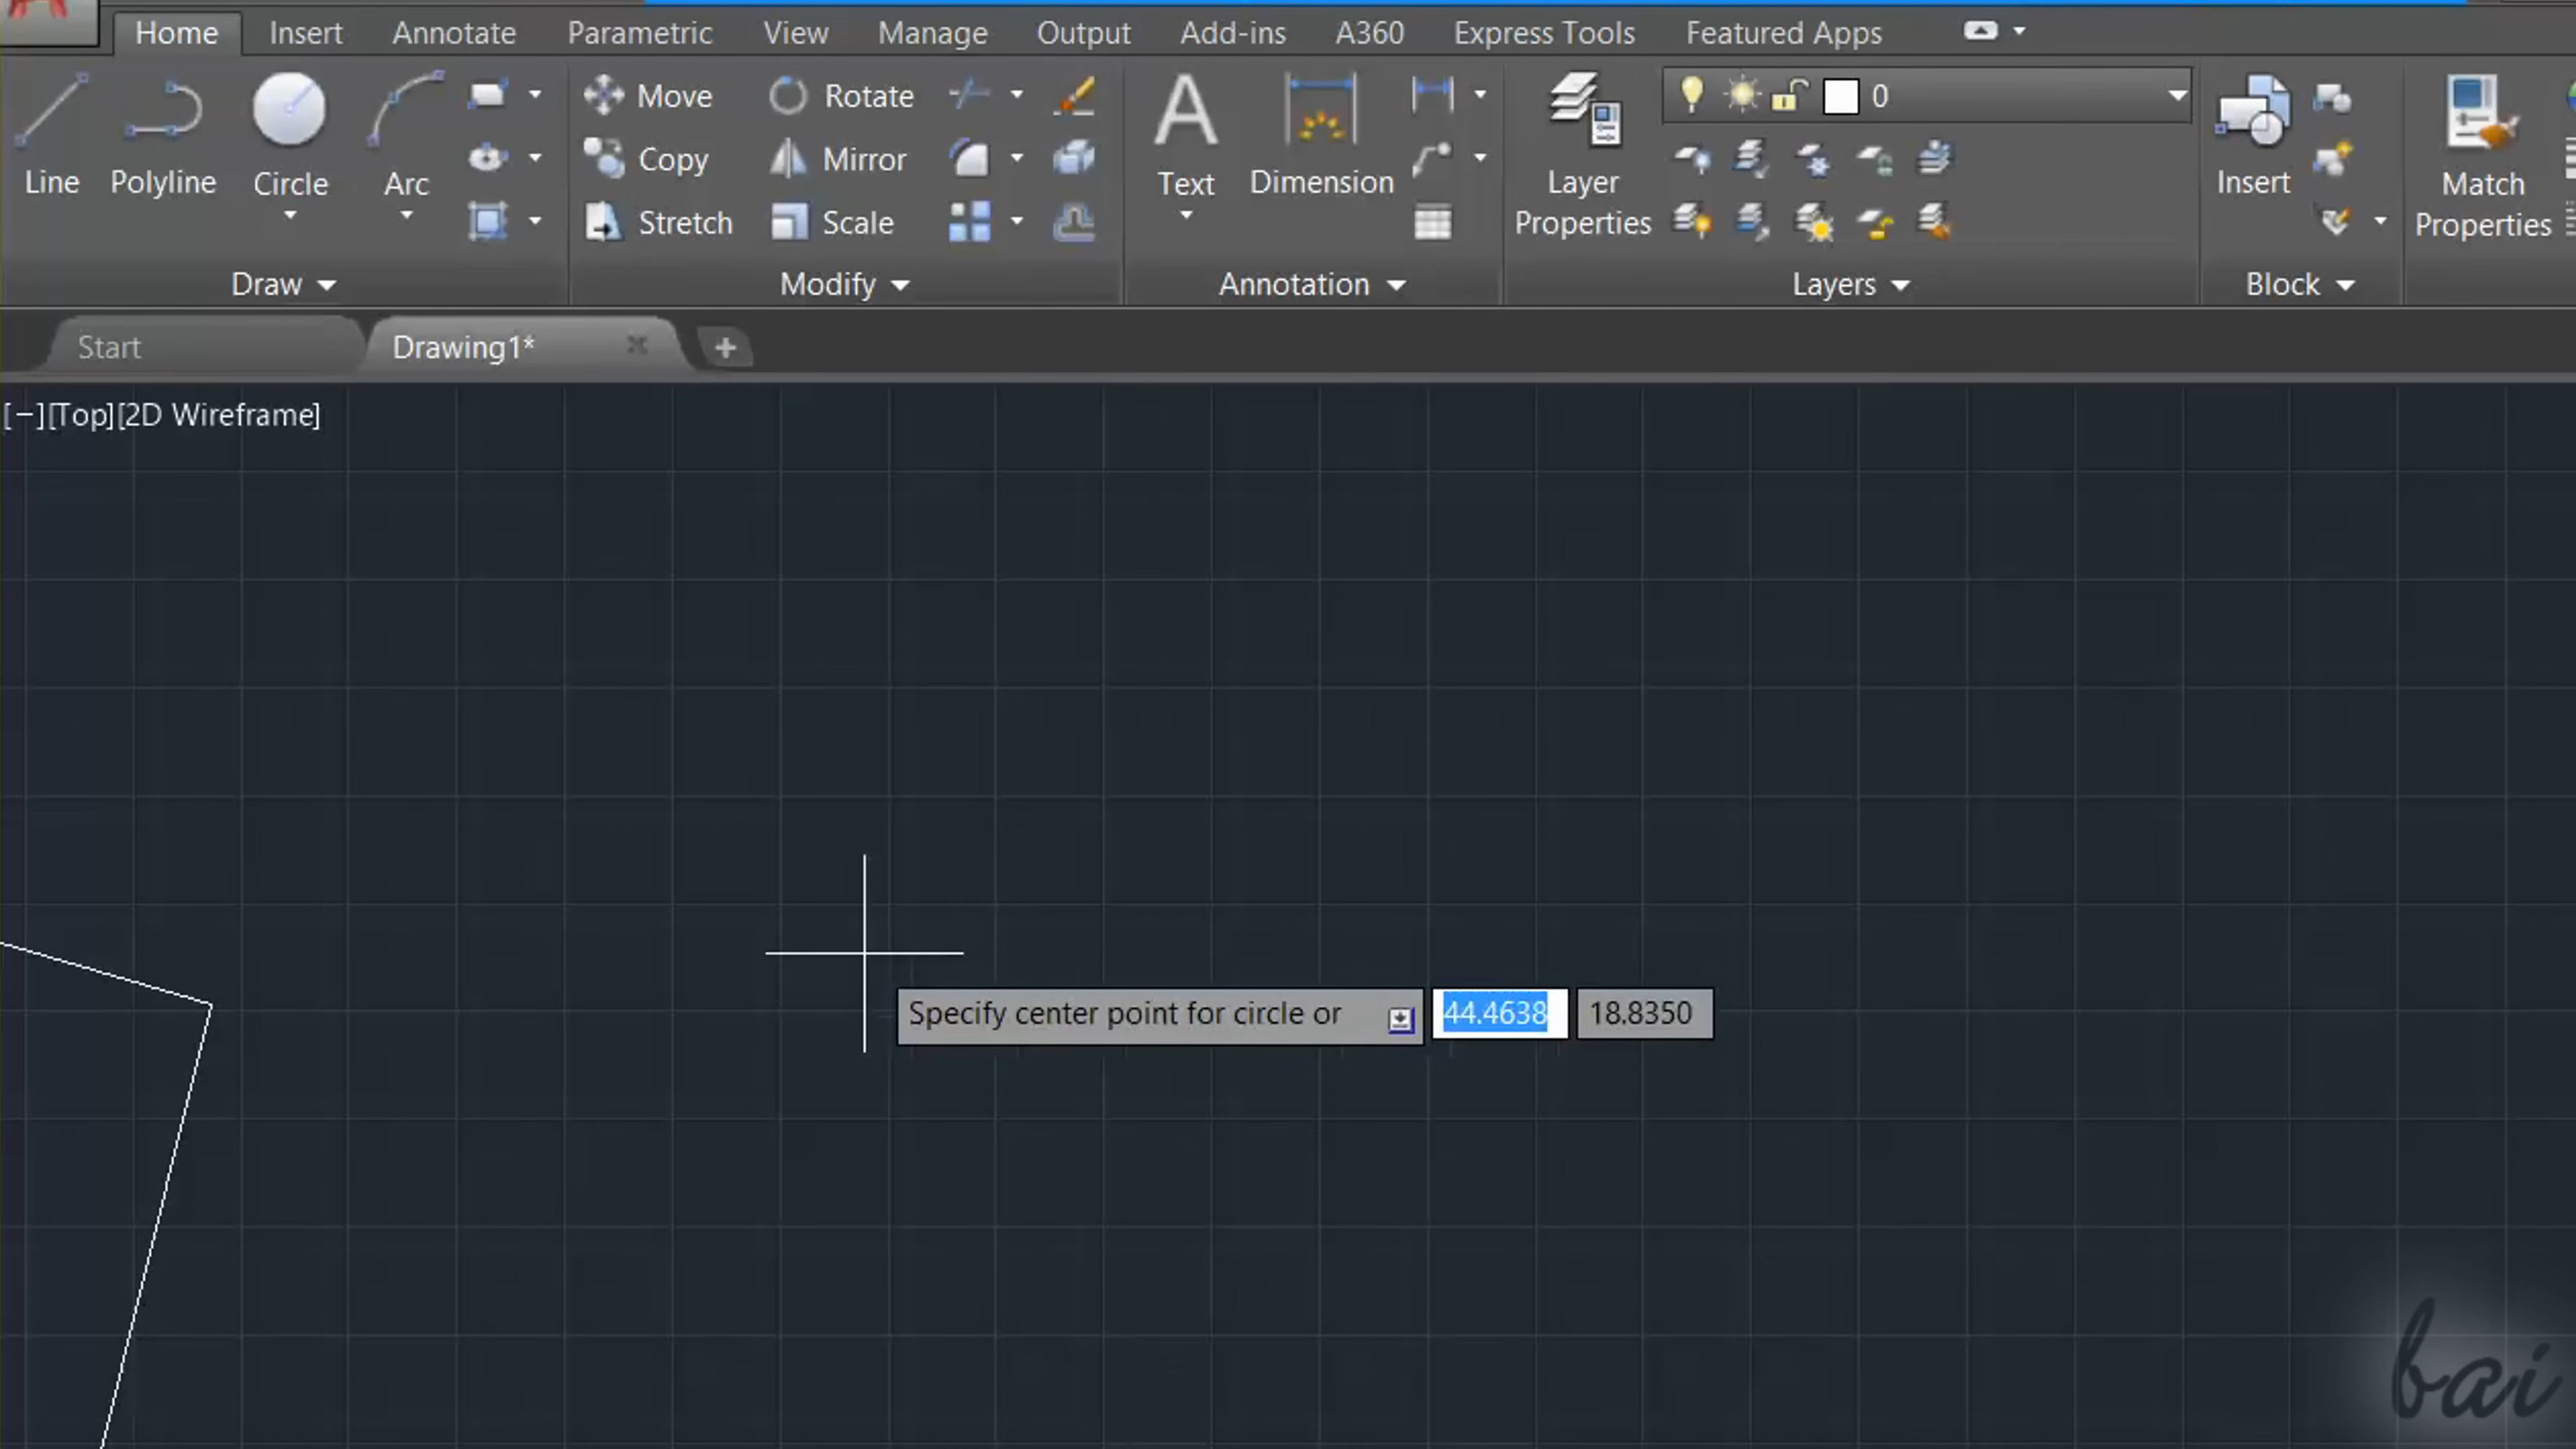 Home Insert Annotate Parametric View Manage Output Add-ins A360 Express Tools Featured Apps
Line Polyline Circle Arc
Move Rotate
Copy Mirror
Stretch Scale
Text Dimension
Layer
Properties
0
Insert
Match
Properties
Draw Modify Annotation Layers Block
Start Drawing1* +
[−][Top][2D Wireframe]
Specify center point for circle or 44.4638 18.8350
bai